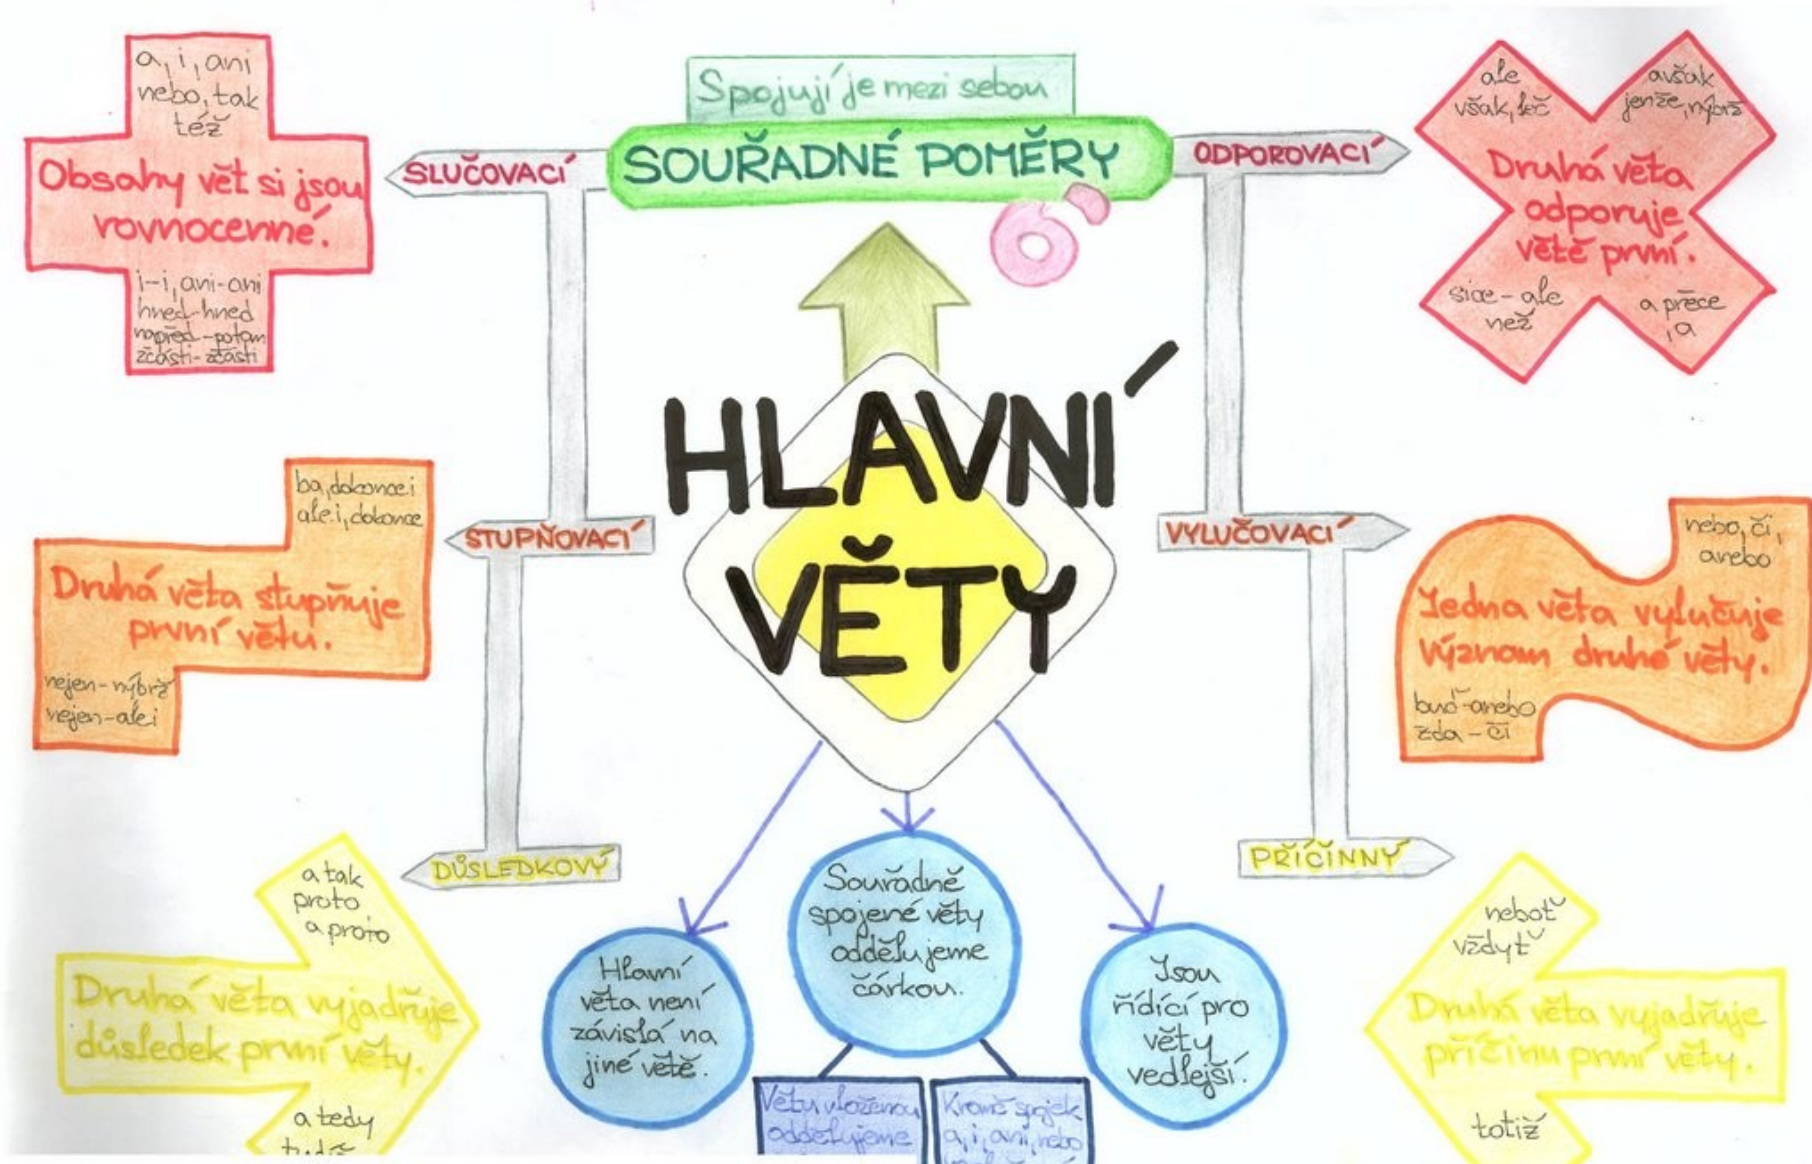 a, i, ani
nebo, tak
též
Obsahy vět si jsou
rovnocenné.
i-i, ani-ani
hned-hned
napřed-potom
zčásti-zčásti
Spojují je mezi sebou
SOUŘADNÉ POMĚRY
6
SLUČOVACÍ
ODPOROVACÍ
ale
však, leč
avšak
jenže, nýbrž
Druhá věta
odporuje
větě první.
sice-ale
než
a přece
, a
HLAVNÍ
VĚTY
ba, dokonce i
ale i, dokonce
STUPŇOVACÍ
Druhá věta stupňuje
první větu.
nejen-nýbrž
nejen-ale i
VYLUČOVACÍ
nebo, či,
anebo
Jedna věta vylučuje
význam druhé věty.
buď-anebo
zda-či
DŮSLEDKOVÝ
a tak
proto
a proto
Druhá věta vyjadřuje
důsledek první věty.
a tedy
PŘÍČINNÝ
neboť
vždyť
Druhá věta vyjadřuje
příčinu první věty.
totiž
Hlavní
věta není
závislá na
jiné větě.
Souřadně
spojené věty
oddělujeme
čárkou.
Jsou
řídící pro
věty
vedlejší.
Větu vloženou
oddělujeme
Kromě spojek
a, i, ani, nebo